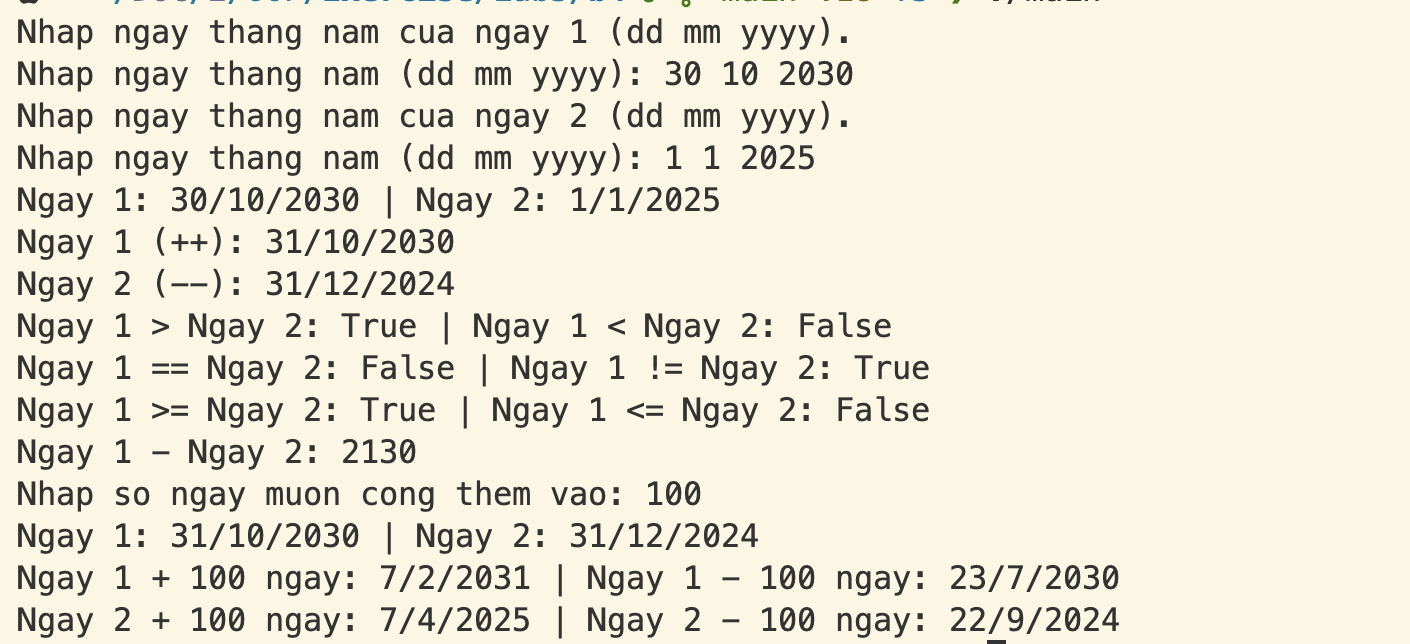 Nhap ngay thang nam cua ngay 1 (dd mm yyyy).
Nhap ngay thang nam (dd mm yyyy): 30 10 2030
Nhap ngay thang nam cua ngay 2 (dd mm yyyy).
Nhap ngay thang nam (dd mm yyyy): 1 1 2025
Ngay 1: 30/10/2030 | Ngay 2: 1/1/2025
Ngay 1 (++): 31/10/2030
Ngay 2 (--): 31/12/2024
Ngay 1 > Ngay 2: True | Ngay 1 < Ngay 2: False
Ngay 1 == Ngay 2: False | Ngay 1 != Ngay 2: True
Ngay 1 >= Ngay 2: True | Ngay 1 <= Ngay 2: False
Ngay 1 - Ngay 2: 2130
Nhap so ngay muon cong them vao: 100
Ngay 1: 31/10/2030 | Ngay 2: 31/12/2024
Ngay 1 + 100 ngay: 7/2/2031 | Ngay 1 - 100 ngay: 23/7/2030
Ngay 2 + 100 ngay: 7/4/2025 | Ngay 2 - 100 ngay: 22/9/2024